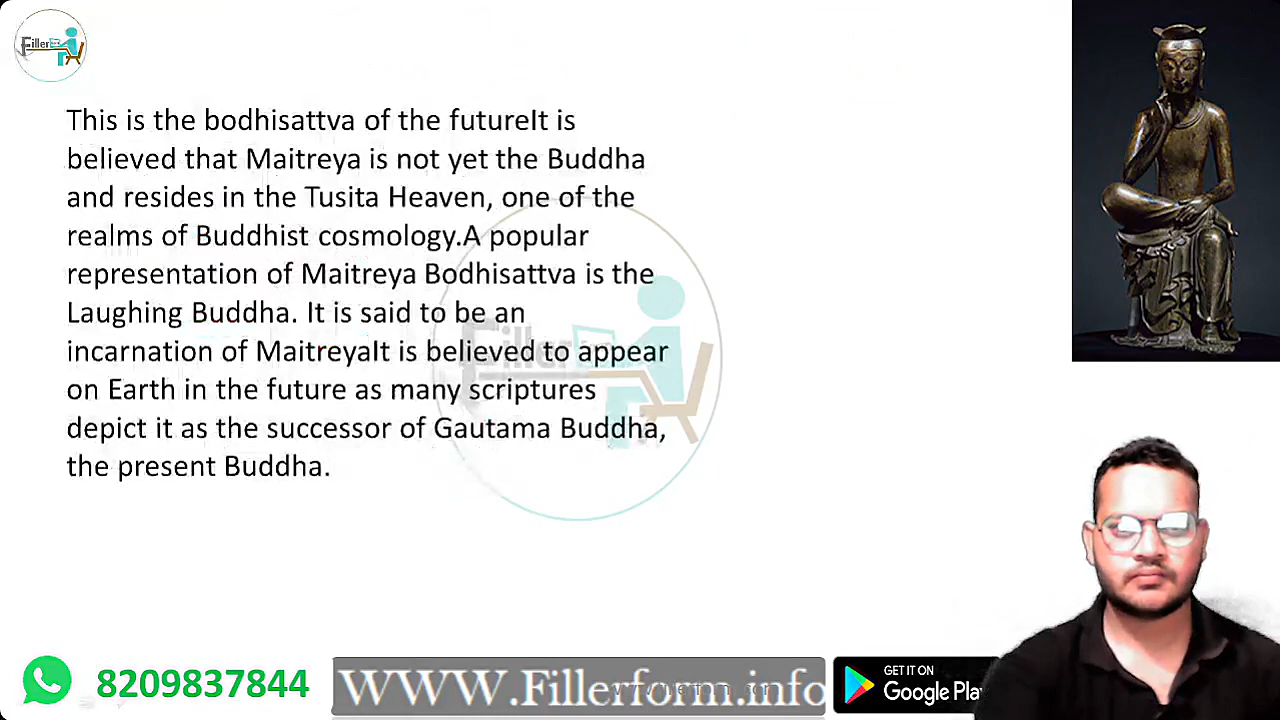 Filler
This is the bodhisattva of the futureIt is
believed that Maitreya is not yet the Buddha
and resides in the Tusita Heaven, one of the
realms of Buddhist cosmology.A popular
representation of Maitreya Bodhisattva is the
Laughing Buddha. It is said to be an
incarnation of MaitreyaIt is believed to appear
on Earth in the future as many scriptures
depict it as the successor of Gautama Buddha,
the present Buddha.
Filler
8209837844
WWW.Fillerform.info
GET IT ON
Google Play